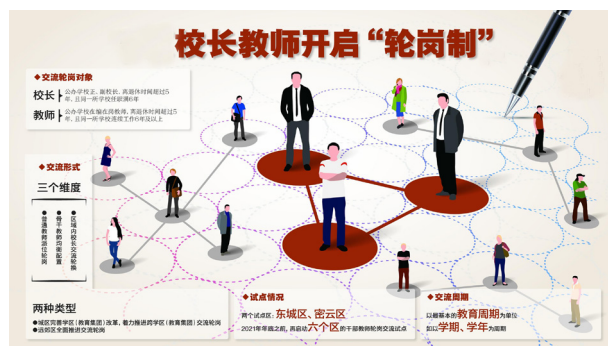 校长教师开启“轮岗制”
◆交流轮岗对象
校长
公办学校正、副校长，离退休时间超过5
年，且同一所学校任职满6年
教师
公办学校在编在岗教师，离退休时间超过5
年，且同一所学校连续工作6年及以上
◆交流形式
三个维度
●区域内校长交流轮换
●骨干教师均衡配置
●普通教师派位轮岗
两种类型
●城区完善学区（教育集团）改革，着力推进跨学区（教育集团）交流轮岗
●远郊区全面推进交流轮岗
◆试点情况
两个试点区：东城区、密云区
2021年年底之前，再启动六个区的干部教师轮岗交流试点
◆交流周期
以最基本的教育周期为单位
如以学期、学年为周期